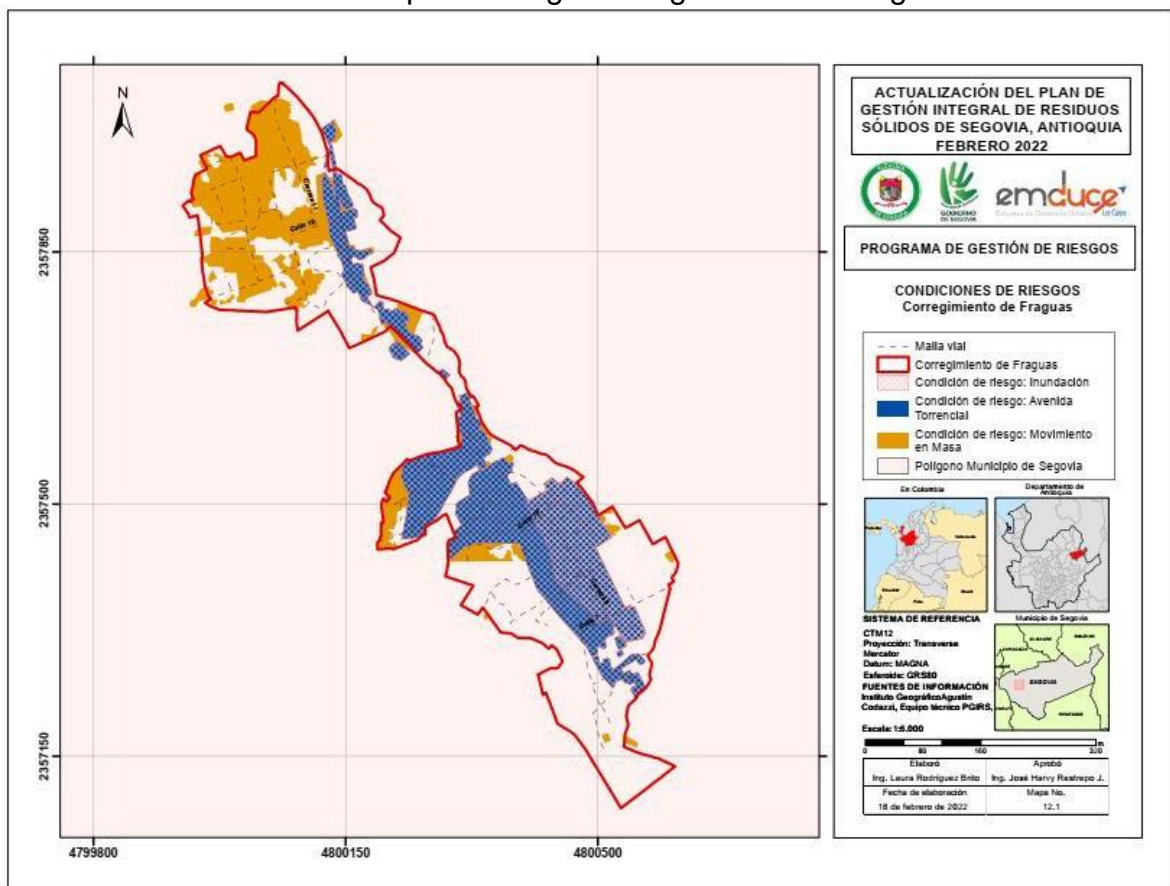 N
2357850
2357500
2357150
4799800
4800150
4800500
ACTUALIZACIÓN DEL PLAN DE
GESTIÓN INTEGRAL DE RESIDUOS
SÓLIDOS DE SEGOVIA, ANTIOQUIA
FEBRERO 2022
GOBIERNO
DE SEGOVIA
emduce
PROGRAMA DE GESTIÓN DE RIESGOS
CONDICIONES DE RIESGOS
Corregimiento de Fraguas
Malla vial
Corregimiento de Fraguas
Condición de riesgo: Inundación
Condición de riesgo: Avenida
Torrencial
Condición de riesgo: Movimiento
en Masa
Polígono Municipio de Segovia
En Colombia
Departamento de
Antioquia
SISTEMA DE REFERENCIA
CTM12
Proyección: Transverse
Mercator
Datum: MAGNA
Esferoide: GRS80
FUENTES DE INFORMACIÓN
Instituto GeográficoAgustín
Codazzi, Equipo técnico PGIRS,
Municipio de Segovia
SEGOVIA
Escala: 1:6.000
0 80 160 320
m
Elaboró Aprobó
Ing. Laura Rodríguez Brito Ing. José Harvy Restrepo J.
Fecha de elaboración Mapa No.
18 de febrero de 2022 12.1